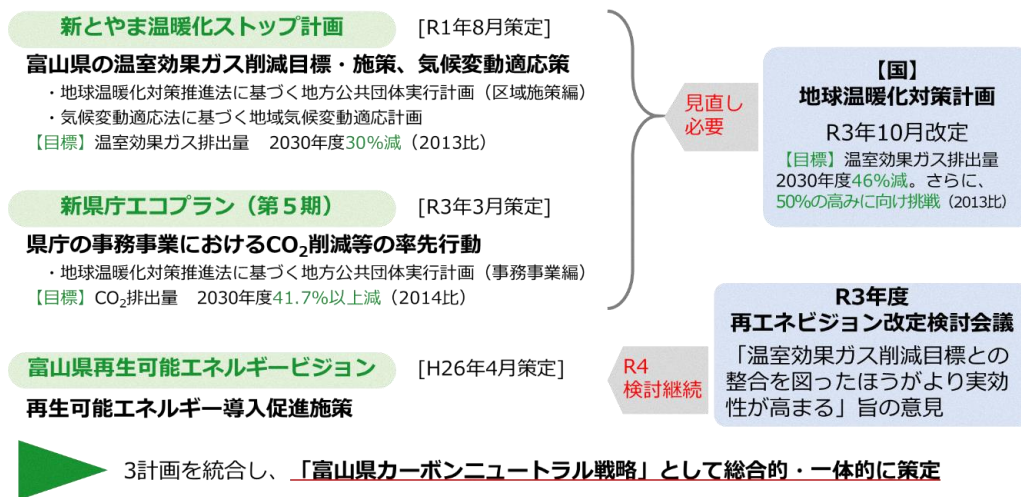 新とやま温暖化ストップ計画 [R1年8月策定]
富山県の温室効果ガス削減目標・施策、気候変動適応策
・地球温暖化対策推進法に基づく地方公共団体実行計画（区域施策編）
・気候変動適応法に基づく地域気候変動適応計画
【目標】温室効果ガス排出量　2030年度30%減（2013比）
新県庁エコプラン（第５期） [R3年3月策定]
県庁の事務事業におけるCO₂削減等の率先行動
・地球温暖化対策推進法に基づく地方公共団体実行計画（事務事業編）
【目標】CO₂排出量　2030年度41.7%以上減（2014比）
見直し
必要
【国】
地球温暖化対策計画
R3年10月改定
【目標】温室効果ガス排出量
2030年度46%減。さらに、
50%の高みに向け挑戦（2013比）
富山県再生可能エネルギービジョン [H26年4月策定]
再生可能エネルギー導入促進施策
R4
検討継続
R3年度
再エネビジョン改定検討会議
「温室効果ガス削減目標との
整合を図ったほうがより実効
性が高まる」旨の意見
3計画を統合し、「富山県カーボンニュートラル戦略」として総合的・一体的に策定